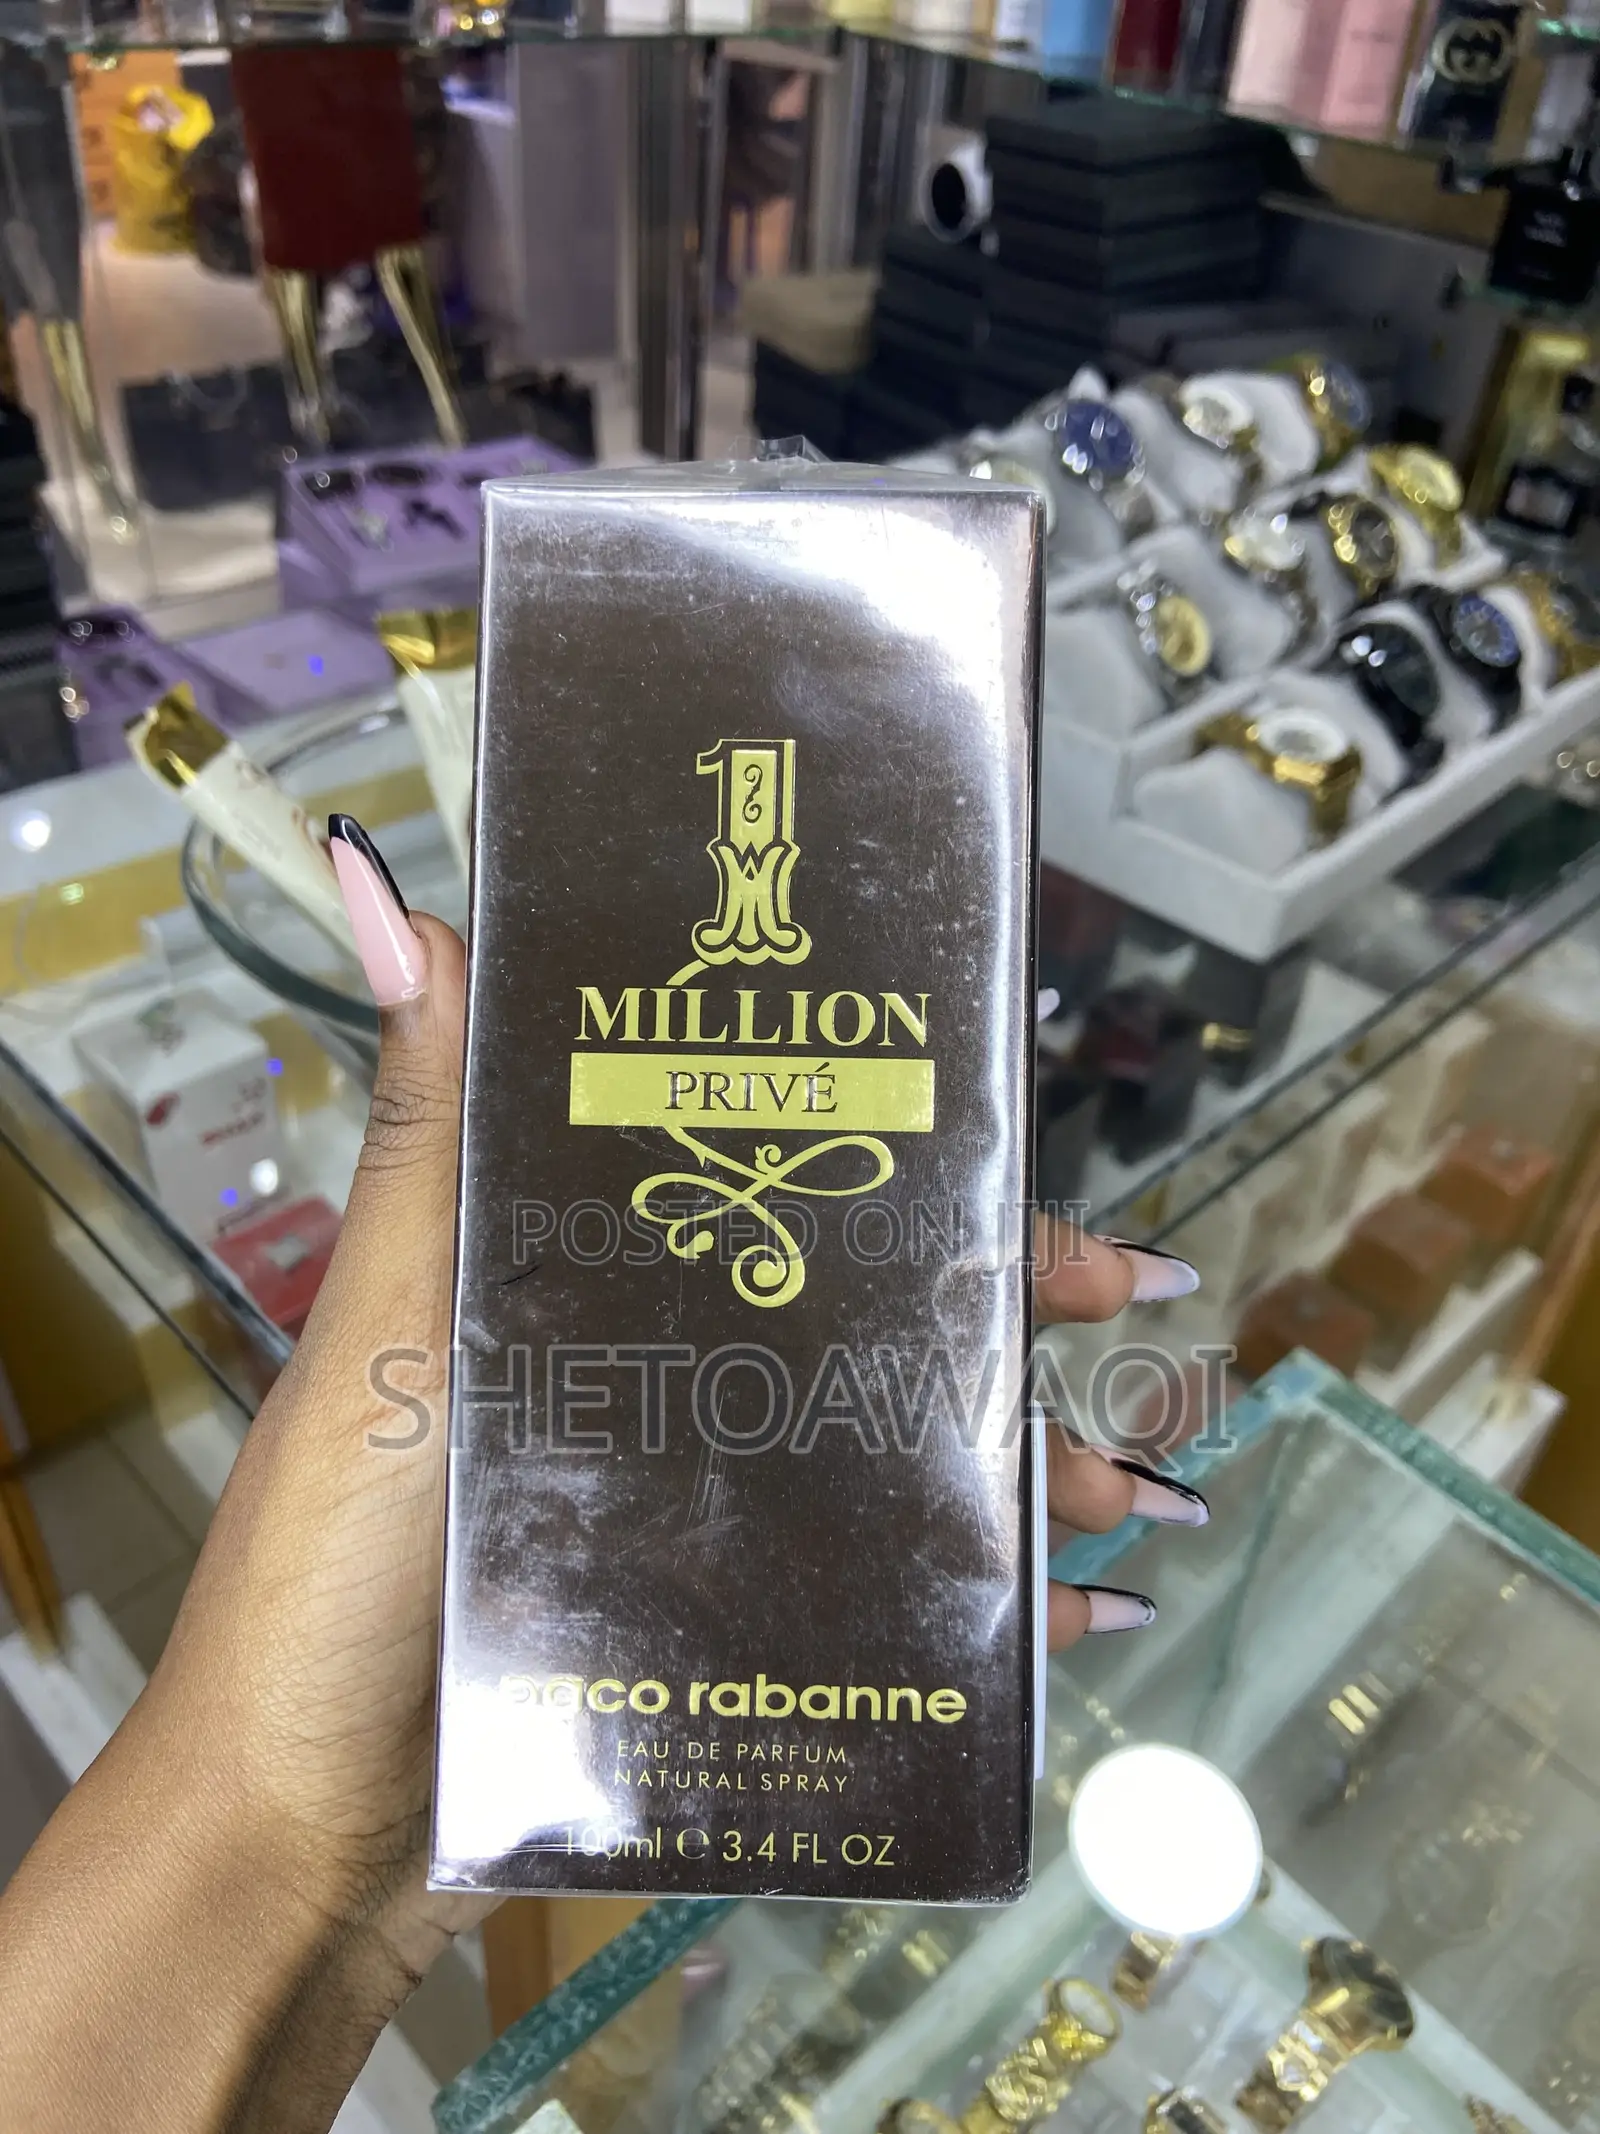 1
MILLION
PRIVÉ
POSTED ON JIJI
SHETOAWAQI
paco rabanne
EAU DE PARFUM
NATURAL SPRAY
100ml ℮ 3.4 FL OZ